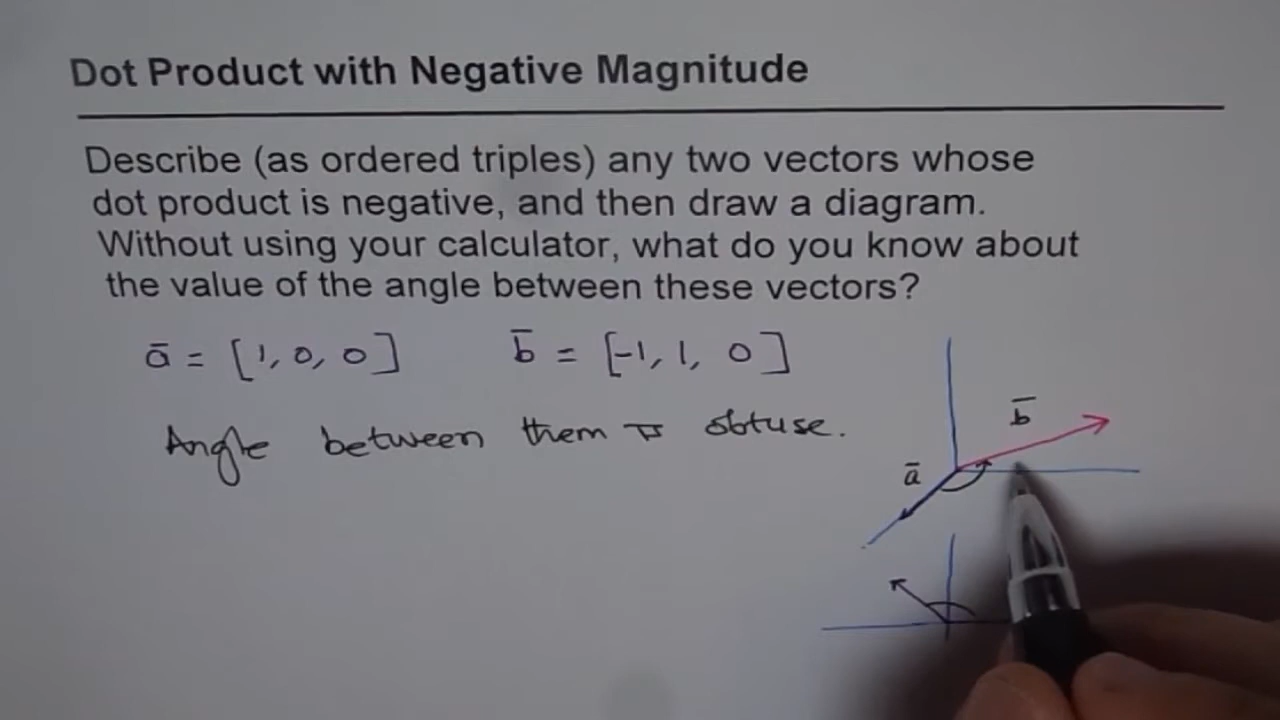 Dot Product with Negative Magnitude
Describe (as ordered triples) any two vectors whose
dot product is negative, and then draw a diagram.
Without using your calculator, what do you know about
the value of the angle between these vectors?
ā = [1, 0, 0] b̄ = [-1, 1, 0]
Angle between them is obtuse.
b̄
ā